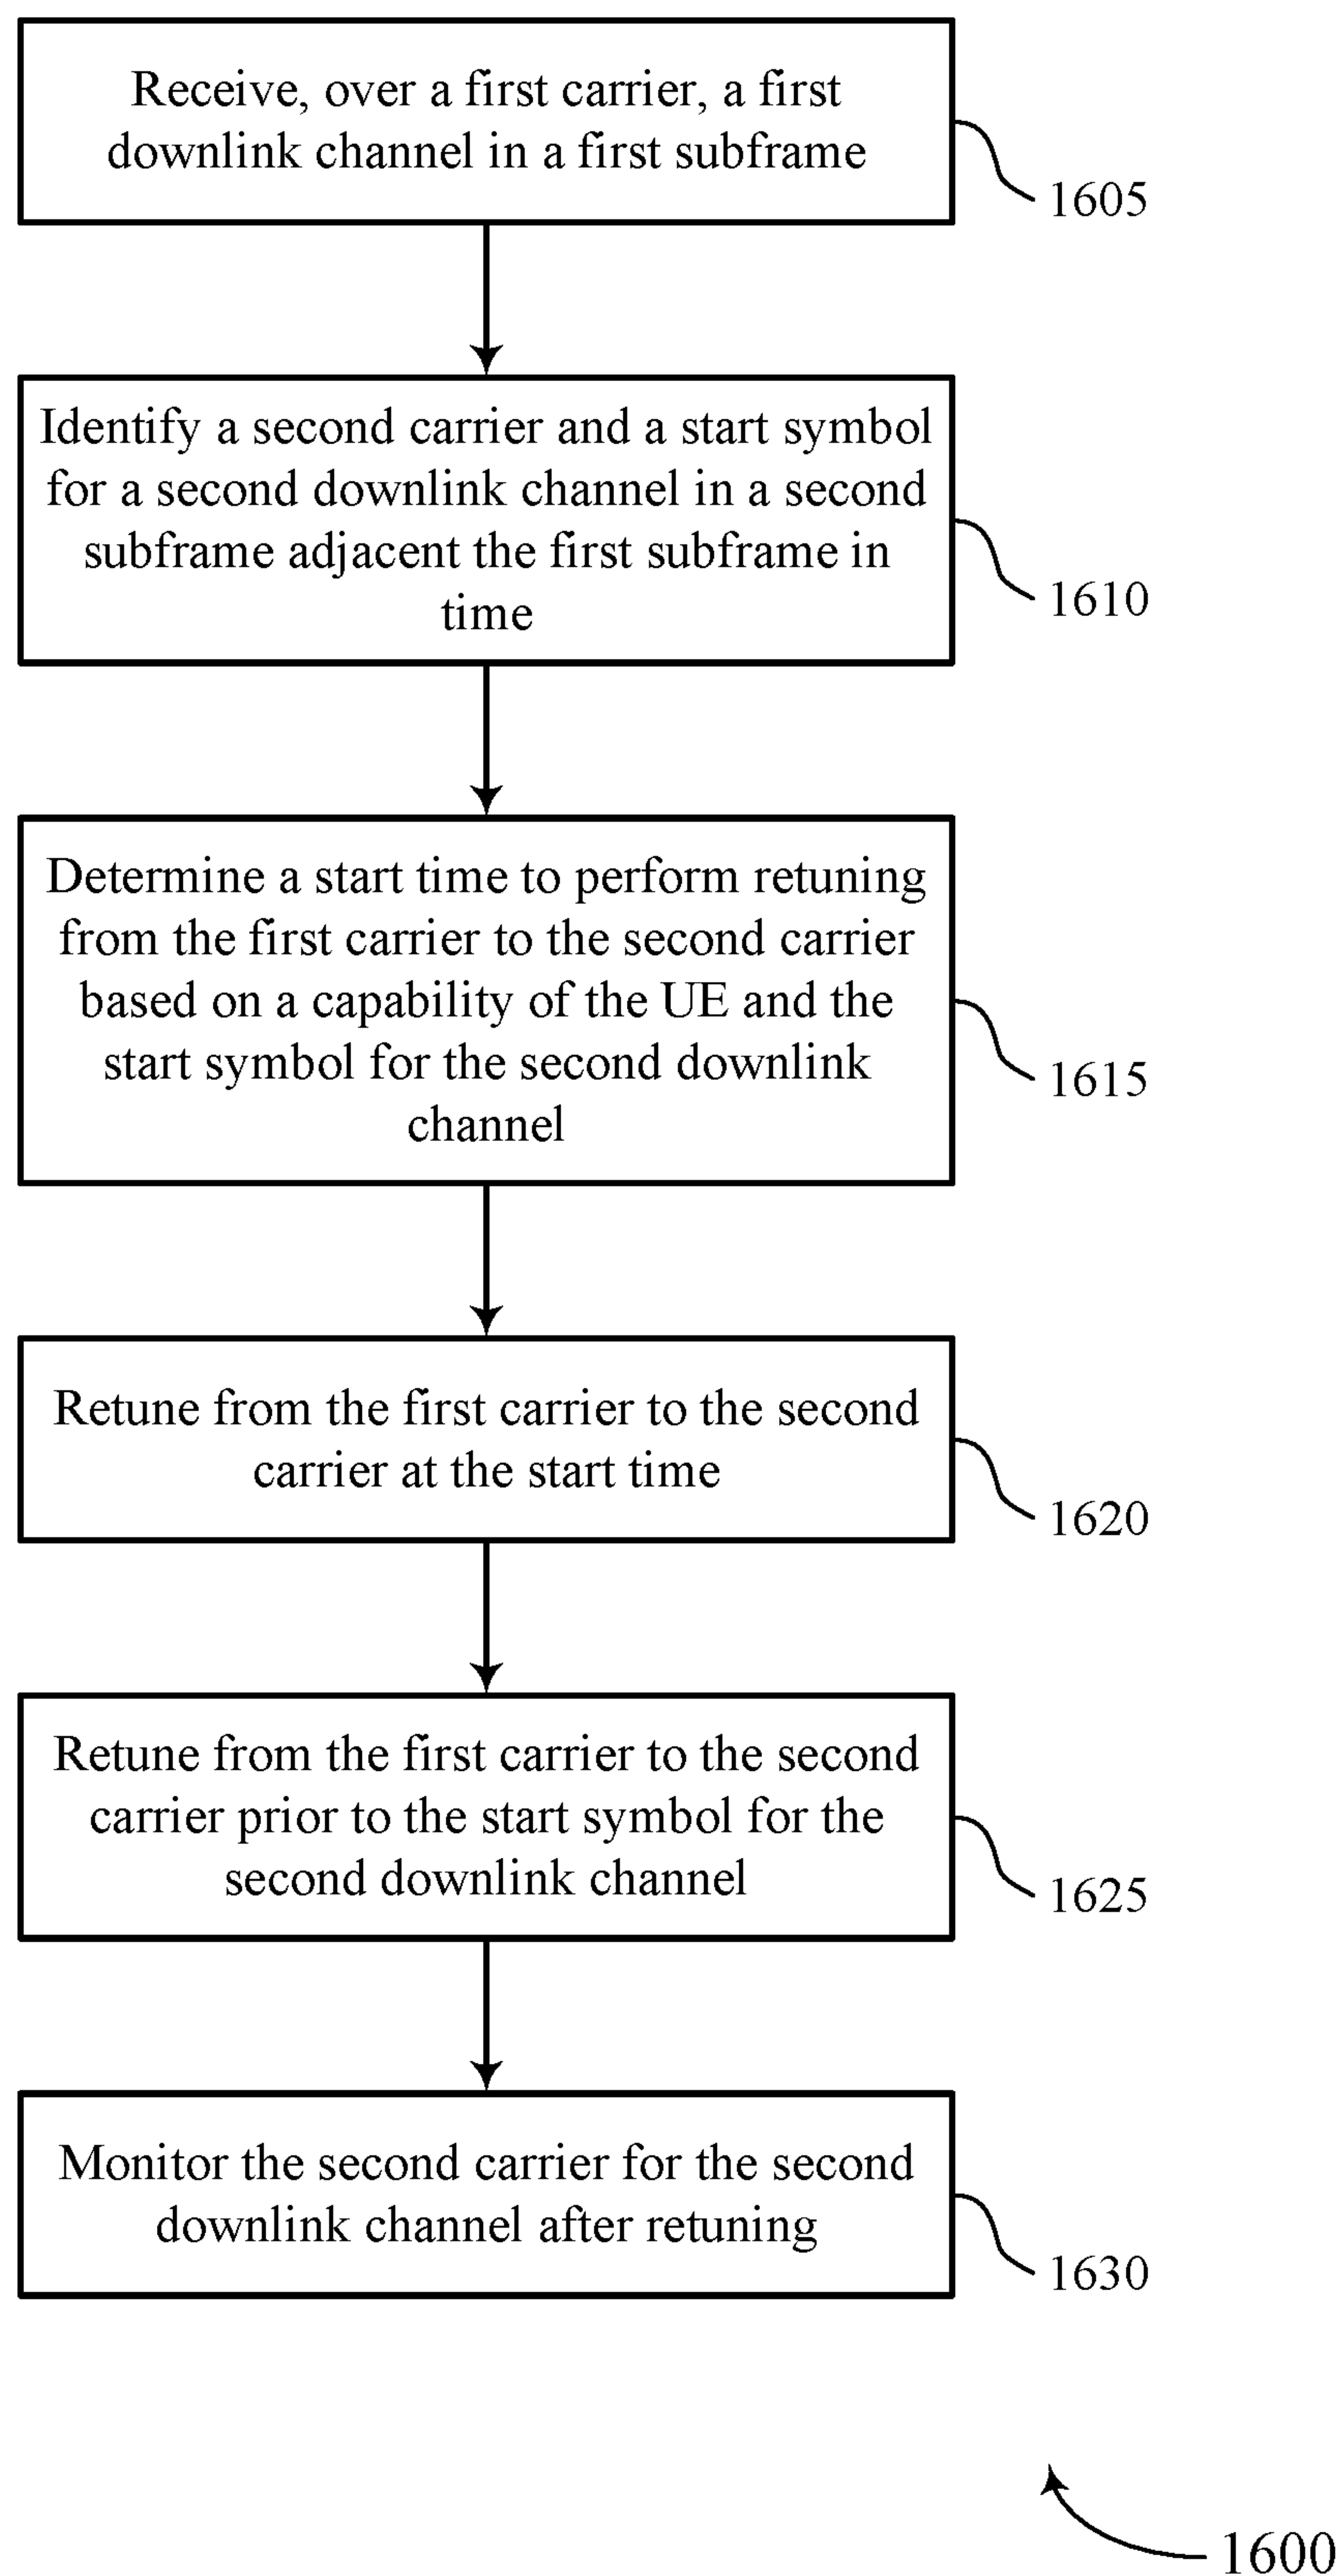 Receive, over a first carrier, a first
downlink channel in a first subframe
1605
Identify a second carrier and a start symbol
for a second downlink channel in a second
subframe adjacent the first subframe in
time
1610
Determine a start time to perform retuning
from the first carrier to the second carrier
based on a capability of the UE and the
start symbol for the second downlink
channel
1615
Retune from the first carrier to the second
carrier at the start time
1620
Retune from the first carrier to the second
carrier prior to the start symbol for the
second downlink channel
1625
Monitor the second carrier for the second
downlink channel after retuning
1630
1600